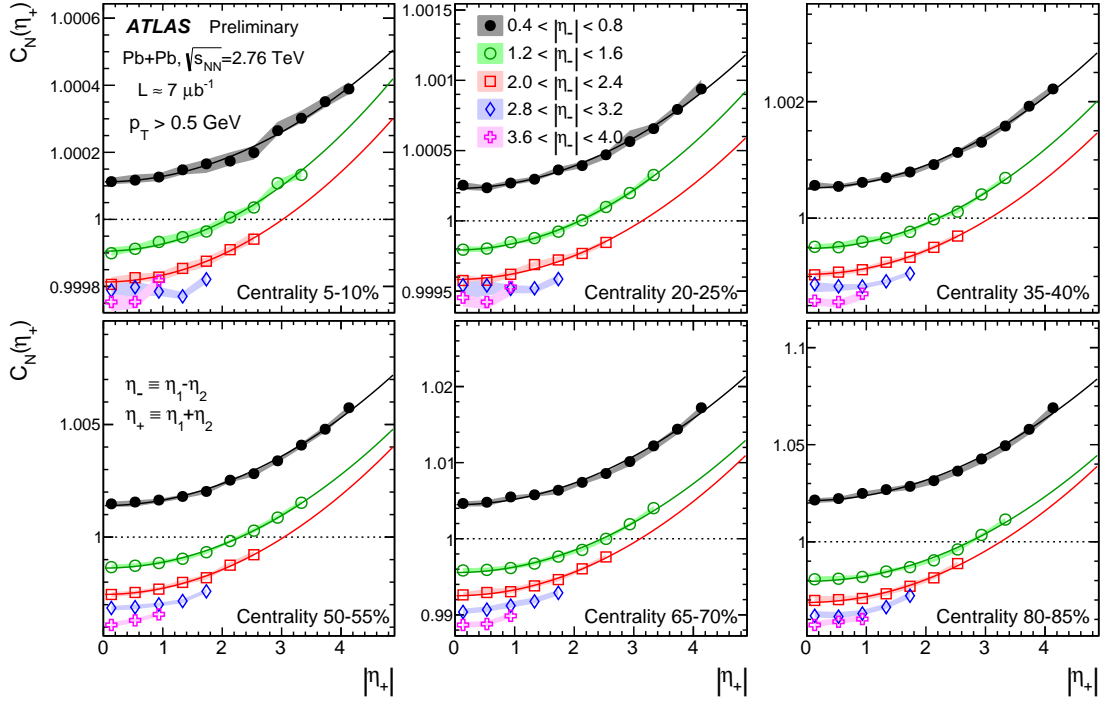 C_N(η_+)
1.0006
1.0004
1.0002
1
0.9998
ATLAS Preliminary
Pb+Pb, √s_NN=2.76 TeV
L ≈ 7 μb⁻¹
p_T > 0.5 GeV
Centrality 5-10%
1.0015
1.001
1.0005
1
0.9995
0.4 < |η_-| < 0.8
1.2 < |η_-| < 1.6
2.0 < |η_-| < 2.4
2.8 < |η_-| < 3.2
3.6 < |η_-| < 4.0
Centrality 20-25%
1.002
1
Centrality 35-40%
C_N(η_+)
1.005
1
η_- ≡ η_1-η_2
η_+ ≡ η_1+η_2
Centrality 50-55%
0 1 2 3 4
|η_+|
1.02
1.01
1
0.99
Centrality 65-70%
0 1 2 3 4
|η_+|
1.1
1.05
1
Centrality 80-85%
0 1 2 3 4
|η_+|